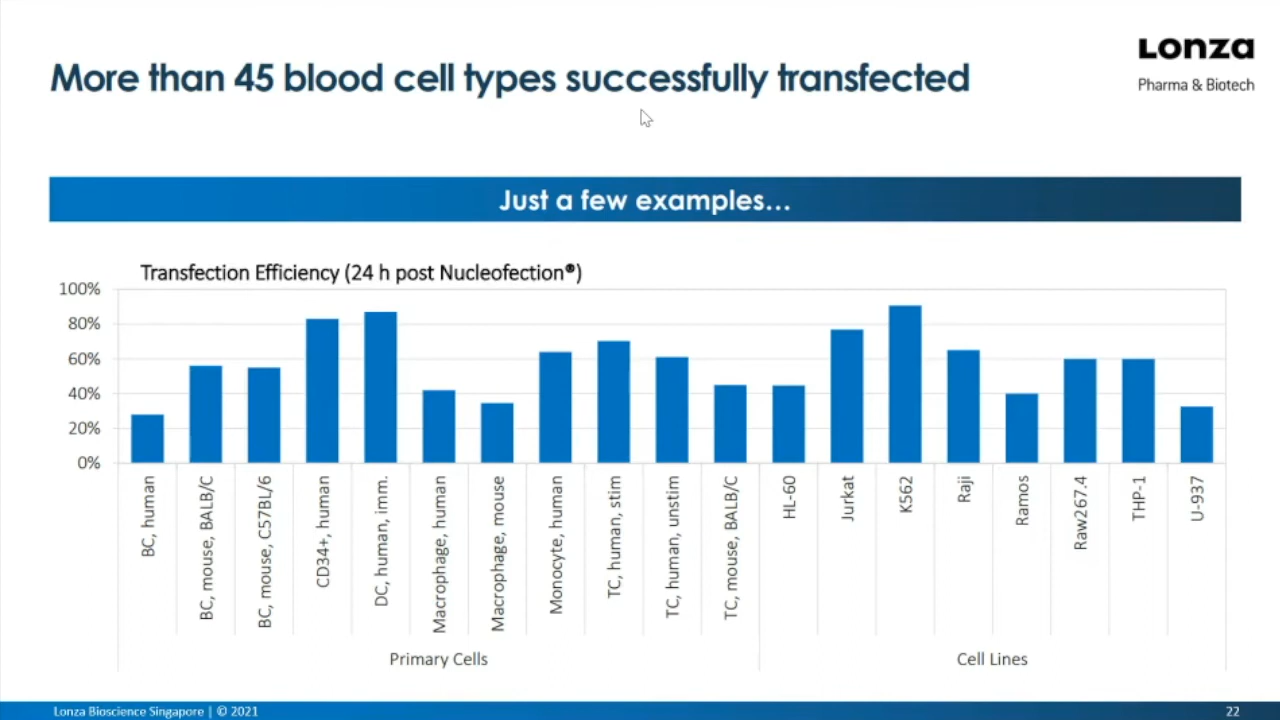 More than 45 blood cell types successfully transfected
Lonza
Pharma & Biotech
Just a few examples...
Transfection Efficiency (24 h post Nucleofection®)
100%
80%
60%
40%
20%
0%
BC, human
BC, mouse, BALB/C
BC, mouse, C57BL/6
CD34+, human
DC, human, imm.
Macrophage, human
Macrophage, mouse
Monocyte, human
TC, human, stim
TC, human, unstim
TC, mouse, BALB/C
HL-60
Jurkat
K562
Raji
Ramos
Raw267.4
THP-1
U-937
Primary Cells
Cell Lines
Lonza Bioscience Singapore | © 2021
22